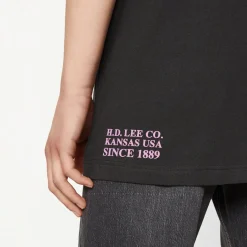 H.D. LEE CO.
KANSAS USA
SINCE 1889